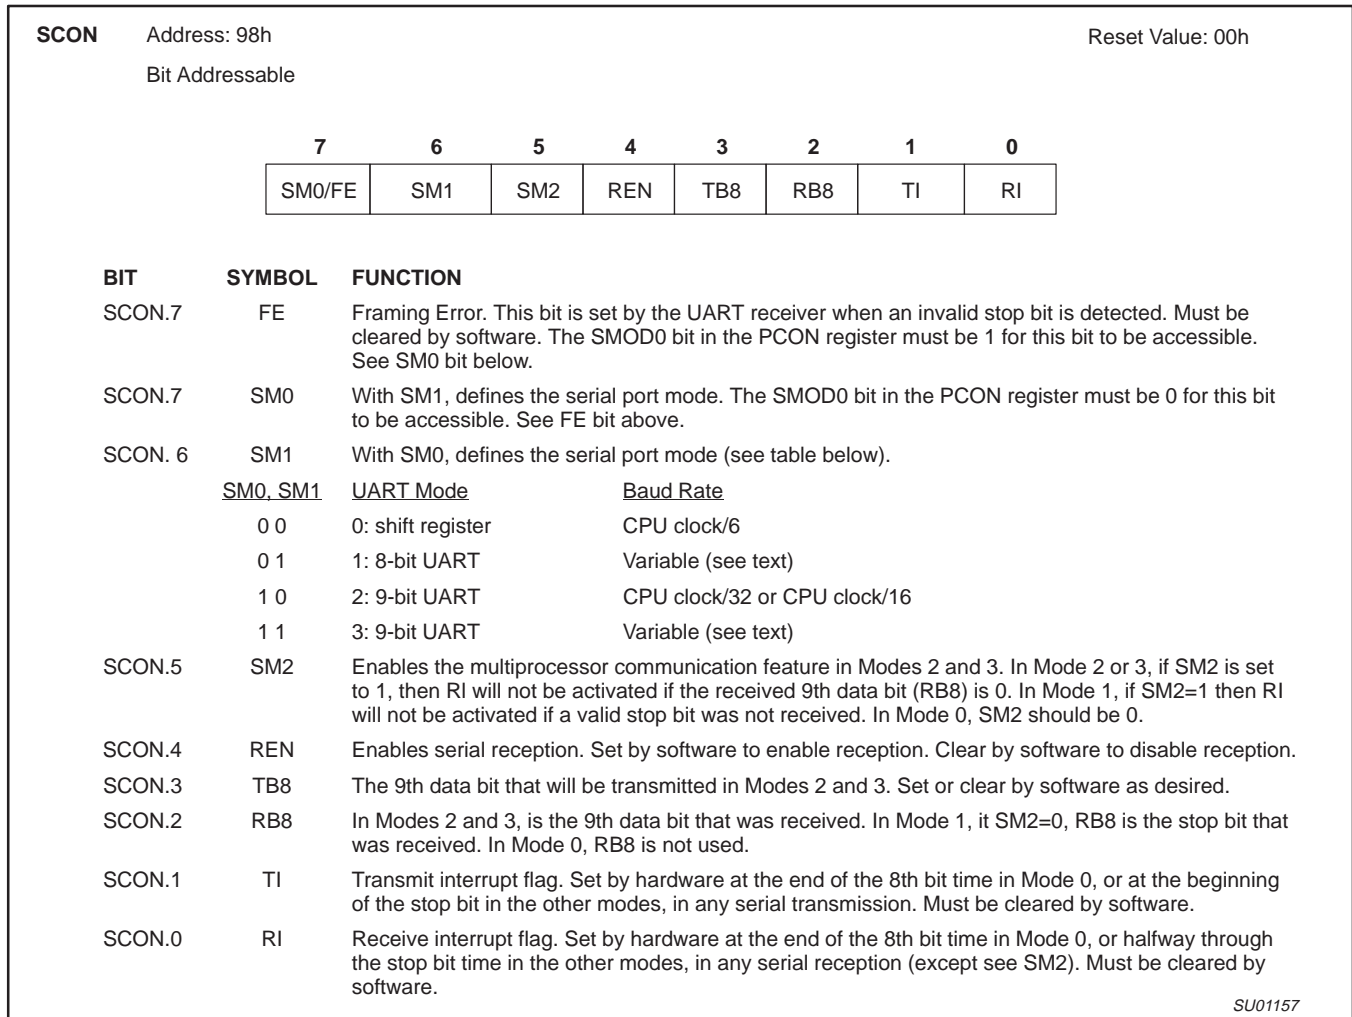 SCON Address: 98h Reset Value: 00h
Bit Addressable
7 6 5 4 3 2 1 0
SM0/FE SM1 SM2 REN TB8 RB8 TI RI
BIT SYMBOL FUNCTION
SCON.7 FE Framing Error. This bit is set by the UART receiver when an invalid stop bit is detected. Must be
cleared by software. The SMOD0 bit in the PCON register must be 1 for this bit to be accessible.
See SM0 bit below.
SCON.7 SM0 With SM1, defines the serial port mode. The SMOD0 bit in the PCON register must be 0 for this bit
to be accessible. See FE bit above.
SCON. 6 SM1 With SM0, defines the serial port mode (see table below).
SM0, SM1 UART Mode Baud Rate
0 0 0: shift register CPU clock/6
0 1 1: 8-bit UART Variable (see text)
1 0 2: 9-bit UART CPU clock/32 or CPU clock/16
1 1 3: 9-bit UART Variable (see text)
SCON.5 SM2 Enables the multiprocessor communication feature in Modes 2 and 3. In Mode 2 or 3, if SM2 is set
to 1, then RI will not be activated if the received 9th data bit (RB8) is 0. In Mode 1, if SM2=1 then RI
will not be activated if a valid stop bit was not received. In Mode 0, SM2 should be 0.
SCON.4 REN Enables serial reception. Set by software to enable reception. Clear by software to disable reception.
SCON.3 TB8 The 9th data bit that will be transmitted in Modes 2 and 3. Set or clear by software as desired.
SCON.2 RB8 In Modes 2 and 3, is the 9th data bit that was received. In Mode 1, it SM2=0, RB8 is the stop bit that
was received. In Mode 0, RB8 is not used.
SCON.1 TI Transmit interrupt flag. Set by hardware at the end of the 8th bit time in Mode 0, or at the beginning
of the stop bit in the other modes, in any serial transmission. Must be cleared by software.
SCON.0 RI Receive interrupt flag. Set by hardware at the end of the 8th bit time in Mode 0, or halfway through
the stop bit time in the other modes, in any serial reception (except see SM2). Must be cleared by
software.
SU01157